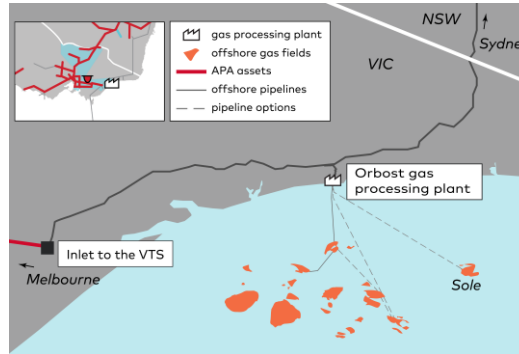 gas processing plant
offshore gas fields
APA assets
offshore pipelines
pipeline options
NSW
Sydne
VIC
Orbost gas
processing plant
Inlet to the VTS
Melbourne
Sole